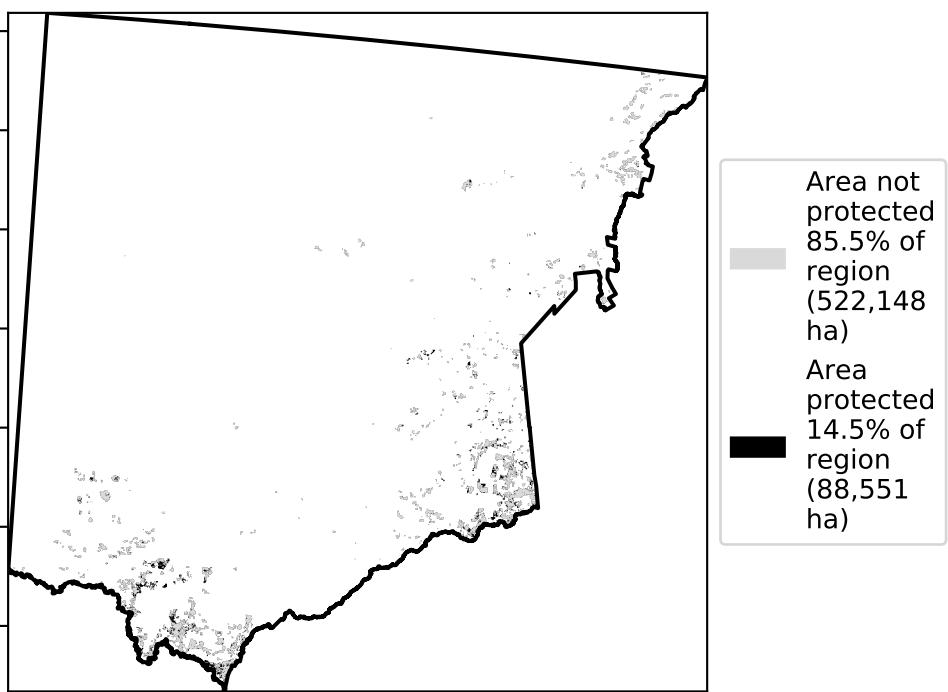 Area not
protected
85.5% of
region
(522,148
ha)
Area
protected
14.5% of
region
(88,551
ha)